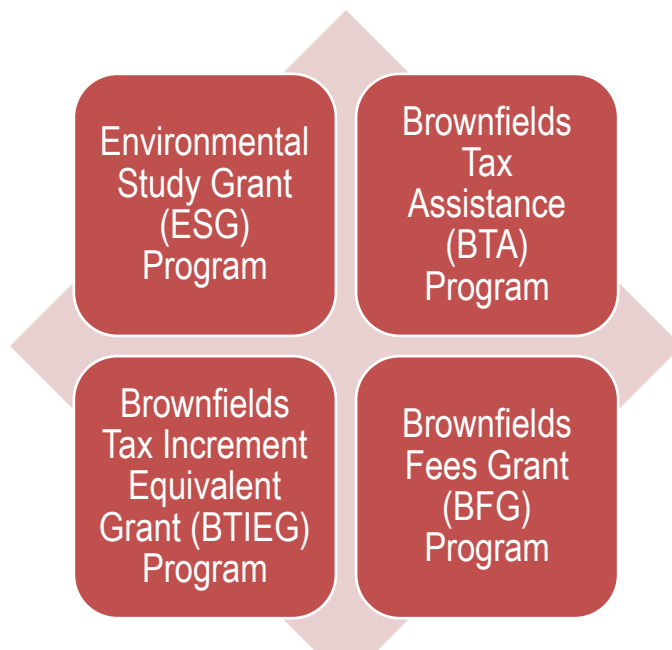 Environmental
Study Grant
(ESG)
Program
Brownfields
Tax
Assistance
(BTA)
Program
Brownfields
Tax Increment
Equivalent
Grant (BTIEG)
Program
Brownfields
Fees Grant
(BFG)
Program